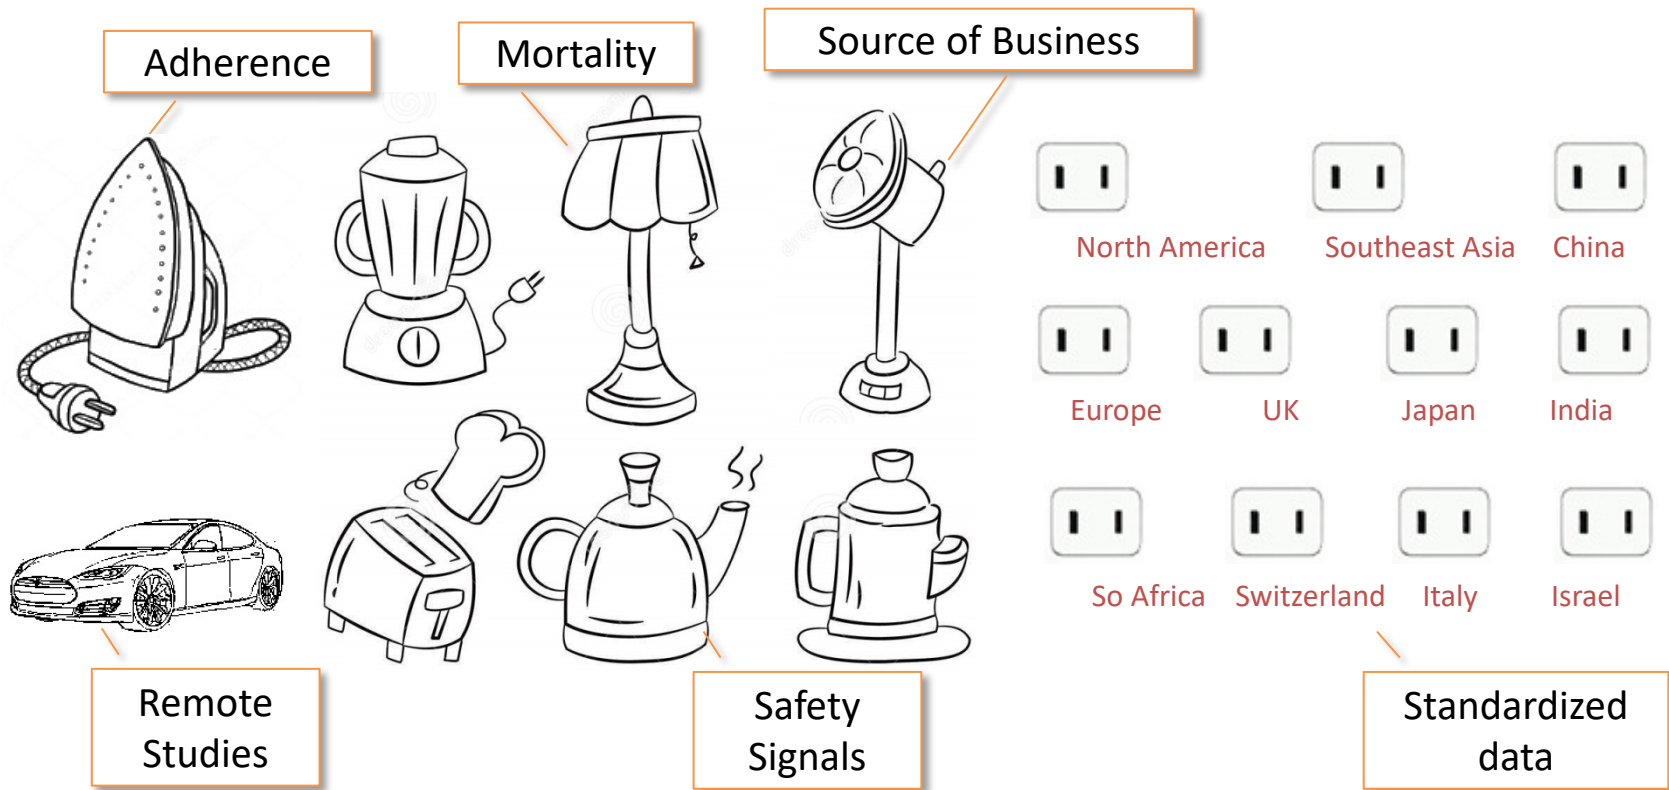 Adherence
Mortality
Source of Business
North America
Southeast Asia
China
Europe
UK
Japan
India
So Africa
Switzerland
Italy
Israel
Remote
Studies
Safety
Signals
Standardized
data